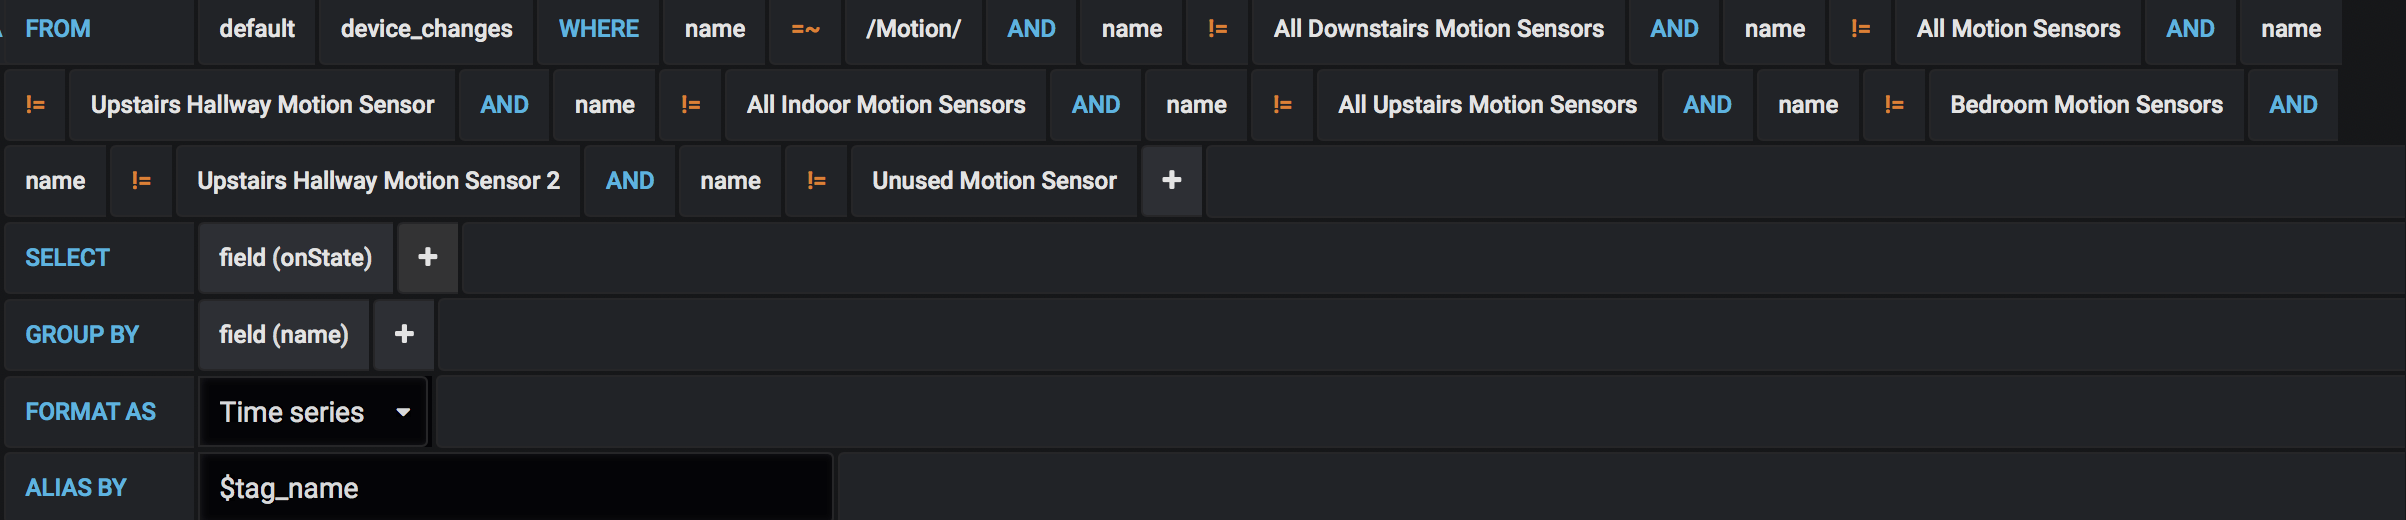 FROM default device_changes WHERE name =~ /Motion/ AND name != All Downstairs Motion Sensors AND name != All Motion Sensors AND name
!= Upstairs Hallway Motion Sensor AND name != All Indoor Motion Sensors AND name != All Upstairs Motion Sensors AND name != Bedroom Motion Sensors AND
name != Upstairs Hallway Motion Sensor 2 AND name != Unused Motion Sensor +
SELECT field (onState) +
GROUP BY field (name) +
FORMAT AS Time series
ALIAS BY $tag_name